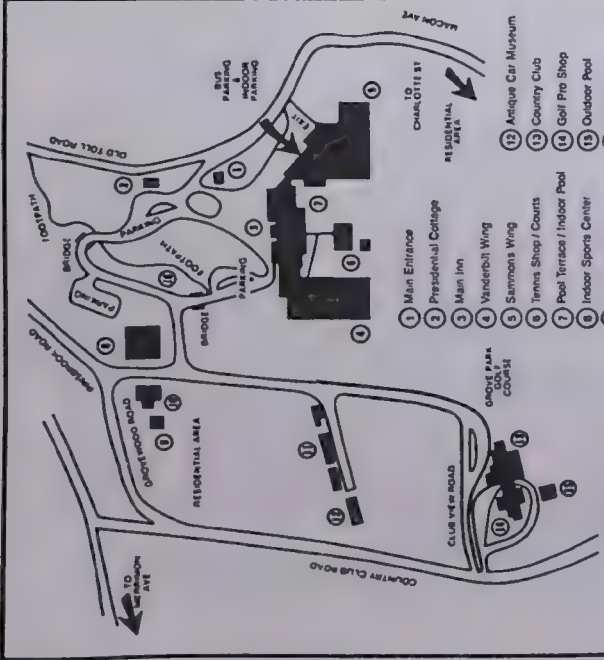 MACON AVE
BUS
PARKING
INDOOR
PARKING
EXIT
TO
CHARLOTTE ST
RESIDENTIAL
AREA
OLD TOLL ROAD
FOOTPATH
BRIDGE
PARKING
FOOTPATH
PARKING
PARKING
BRIDGE
GROVEWOOD ROAD
RESIDENTIAL AREA
GROVE PARK
GOLF
COURSE
CLUB VIEW ROAD
COUNTRY CLUB ROAD
TO
MERRIMON
AVE
1 Main Entrance
2 Presidential Cottage
3 Main Inn
4 Vanderbilt Wing
5 Sammons Wing
6 Tennis Shop / Courts
7 Pool Terrace / Indoor Pool
8 Indoor Sports Center
12 Antique Car Museum
13 Country Club
14 Golf Pro Shop
15 Outdoor Pool